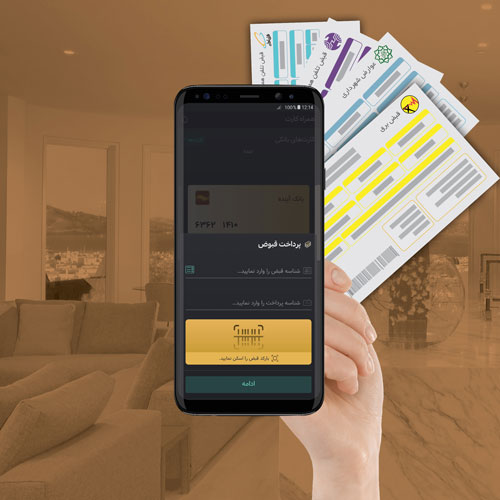 قبض تلفن همراه
عوارض شهرداری
قبض برق
100% 12:14
همراه کارت
کارت‌های بانکی
بانک آینده
۶۳۶۲ ۱۴۱۰
پرداخت قبوض
شناسه قبض را وارد نمایید...
شناسه پرداخت را وارد نمایید...
بارکد قبض را اسکن نمایید.
ادامه